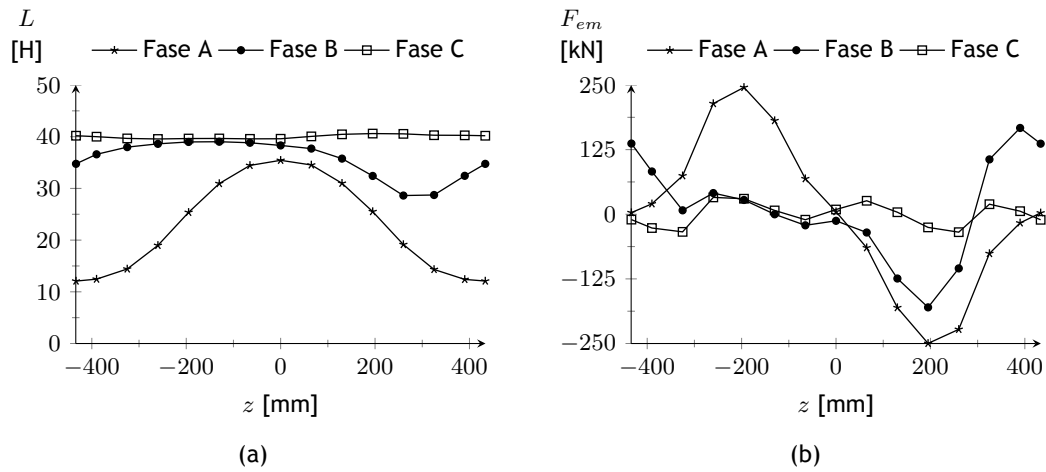 L
[H]
Fase A Fase B Fase C
50
40
30
20
10
0
−400 −200 0 200 400
z [mm]
(a)
F_em
[kN]
Fase A Fase B Fase C
250
125
0
−125
−250
−400 −200 0 200 400
z [mm]
(b)